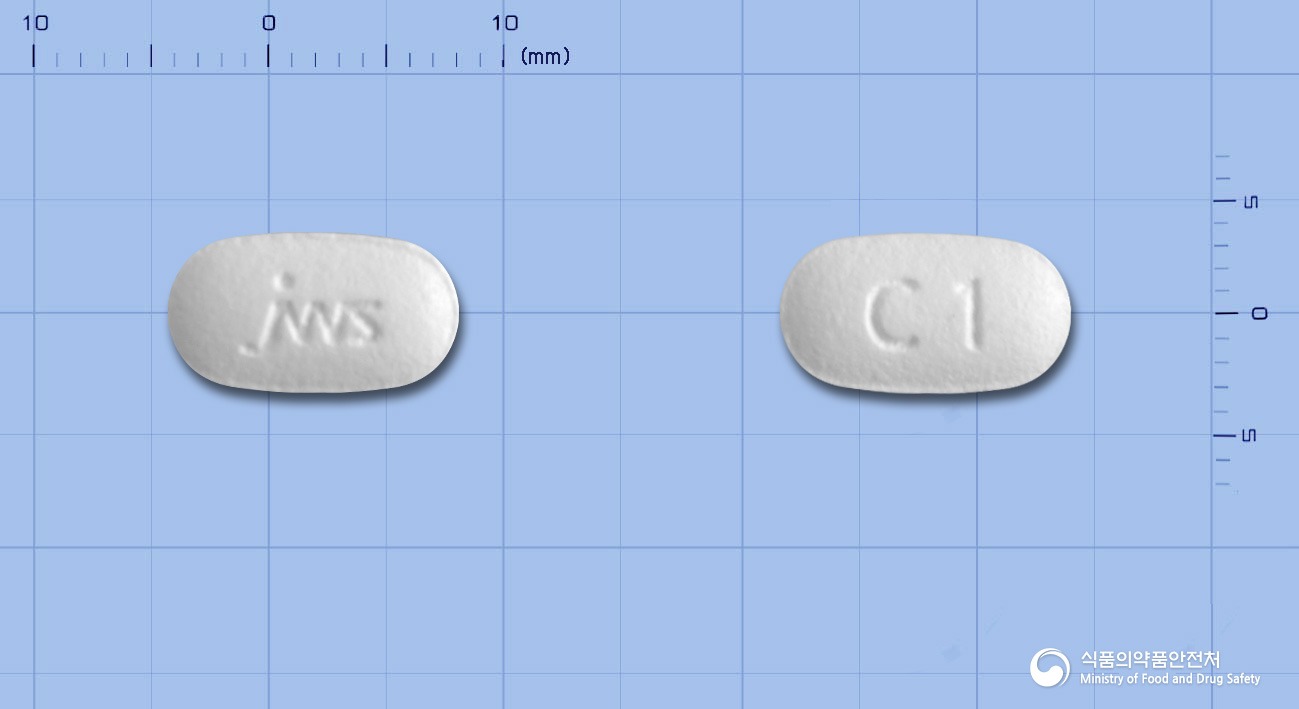 10 0 10
(mm)
jws
C1
5
0
5
식품의약품안전처
Ministry of Food and Drug Safety